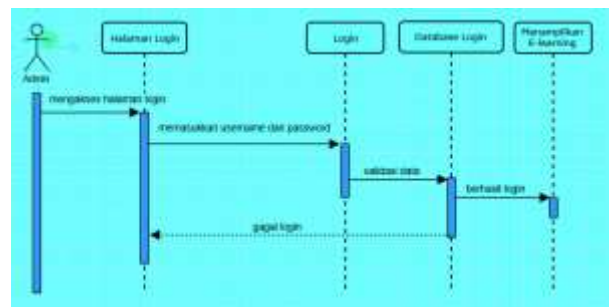 Halaman Login
Login
Database Login
Menampilkan
E-learning
Admin
mengakses halaman login
memasukkan username dan password
validasi data
berhasil login
gagal login